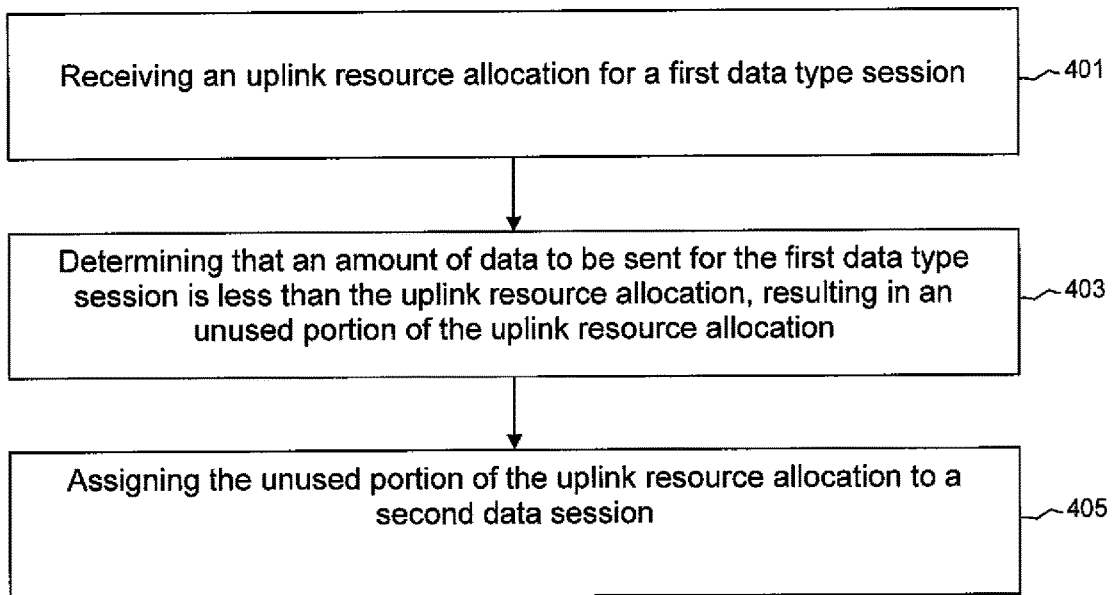 Receiving an uplink resource allocation for a first data type session
401
Determining that an amount of data to be sent for the first data type
session is less than the uplink resource allocation, resulting in an
unused portion of the uplink resource allocation
403
Assigning the unused portion of the uplink resource allocation to a
second data session
405